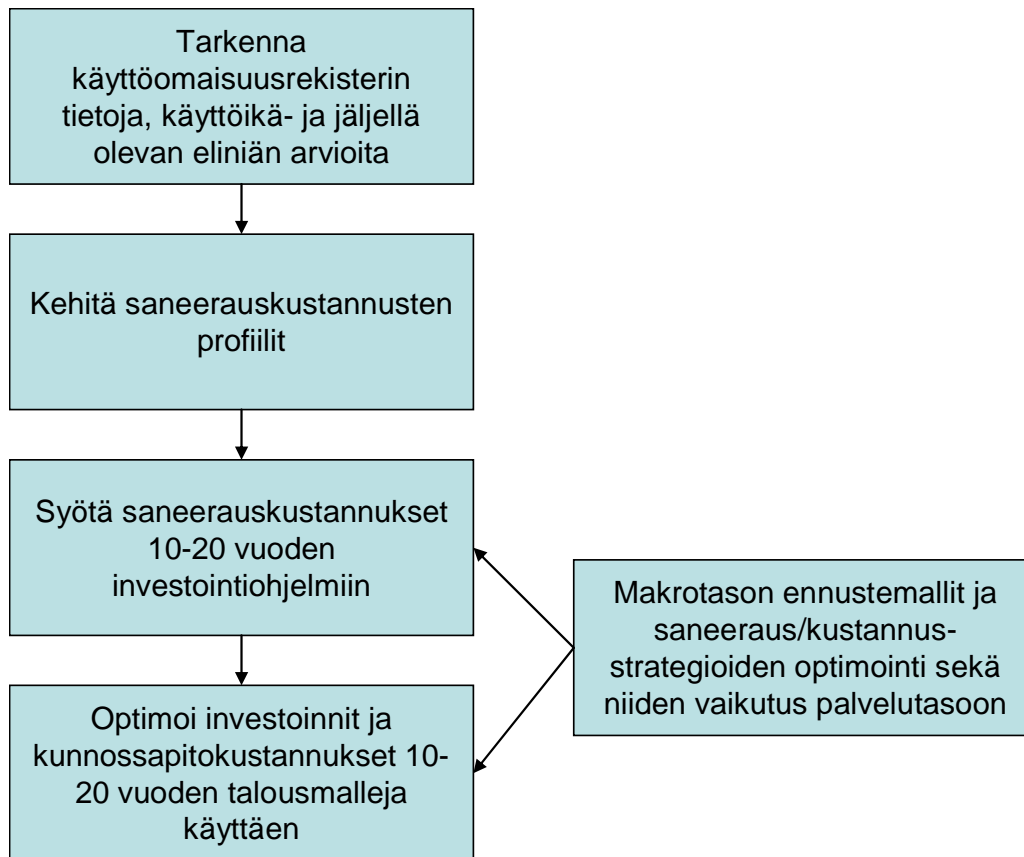 Tarkenna
käyttöomaisuusrekisterin
tietoja, käyttöikä- ja jäljellä
olevan eliniän arvioita
Kehitä saneerauskustannusten
profiilit
Syötä saneerauskustannukset
10-20 vuoden
investointiohjelmiin
Makrotason ennustemallit ja
saneeraus/kustannus-
strategioiden optimointi sekä
niiden vaikutus palvelutasoon
Optimoi investoinnit ja
kunnossapitokustannukset 10-
20 vuoden talousmalleja
käyttäen